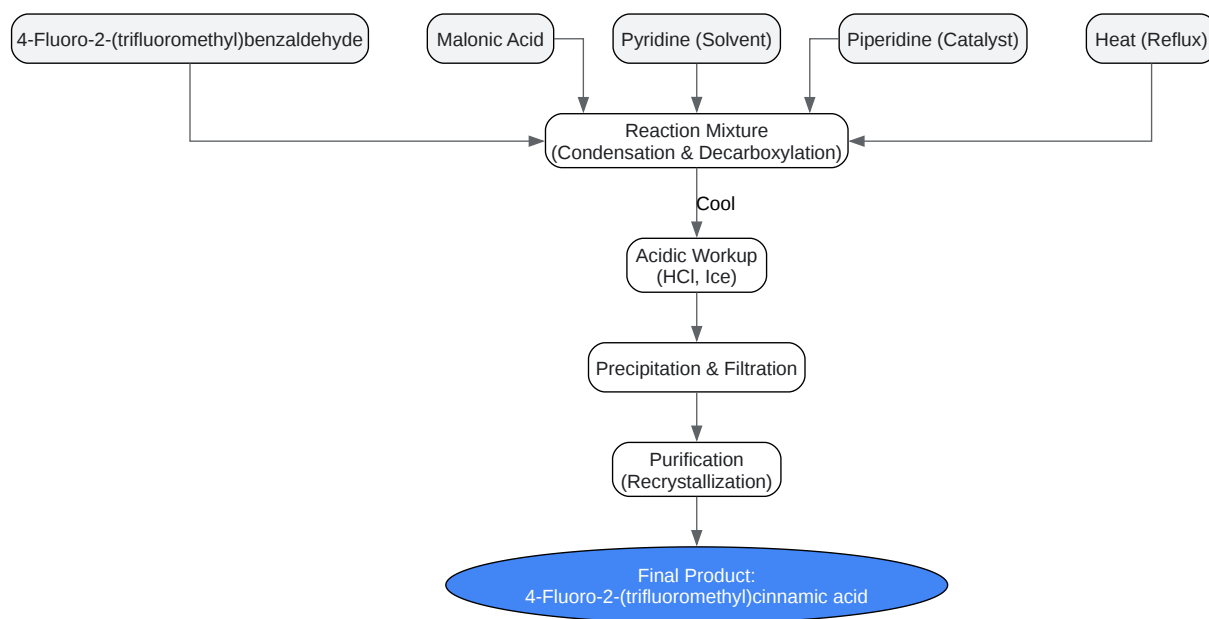 4-Fluoro-2-(trifluoromethyl)benzaldehyde
Malonic Acid
Pyridine (Solvent)
Piperidine (Catalyst)
Heat (Reflux)
Reaction Mixture
(Condensation & Decarboxylation)
Cool
Acidic Workup
(HCl, Ice)
Precipitation & Filtration
Purification
(Recrystallization)
Final Product:
4-Fluoro-2-(trifluoromethyl)cinnamic acid